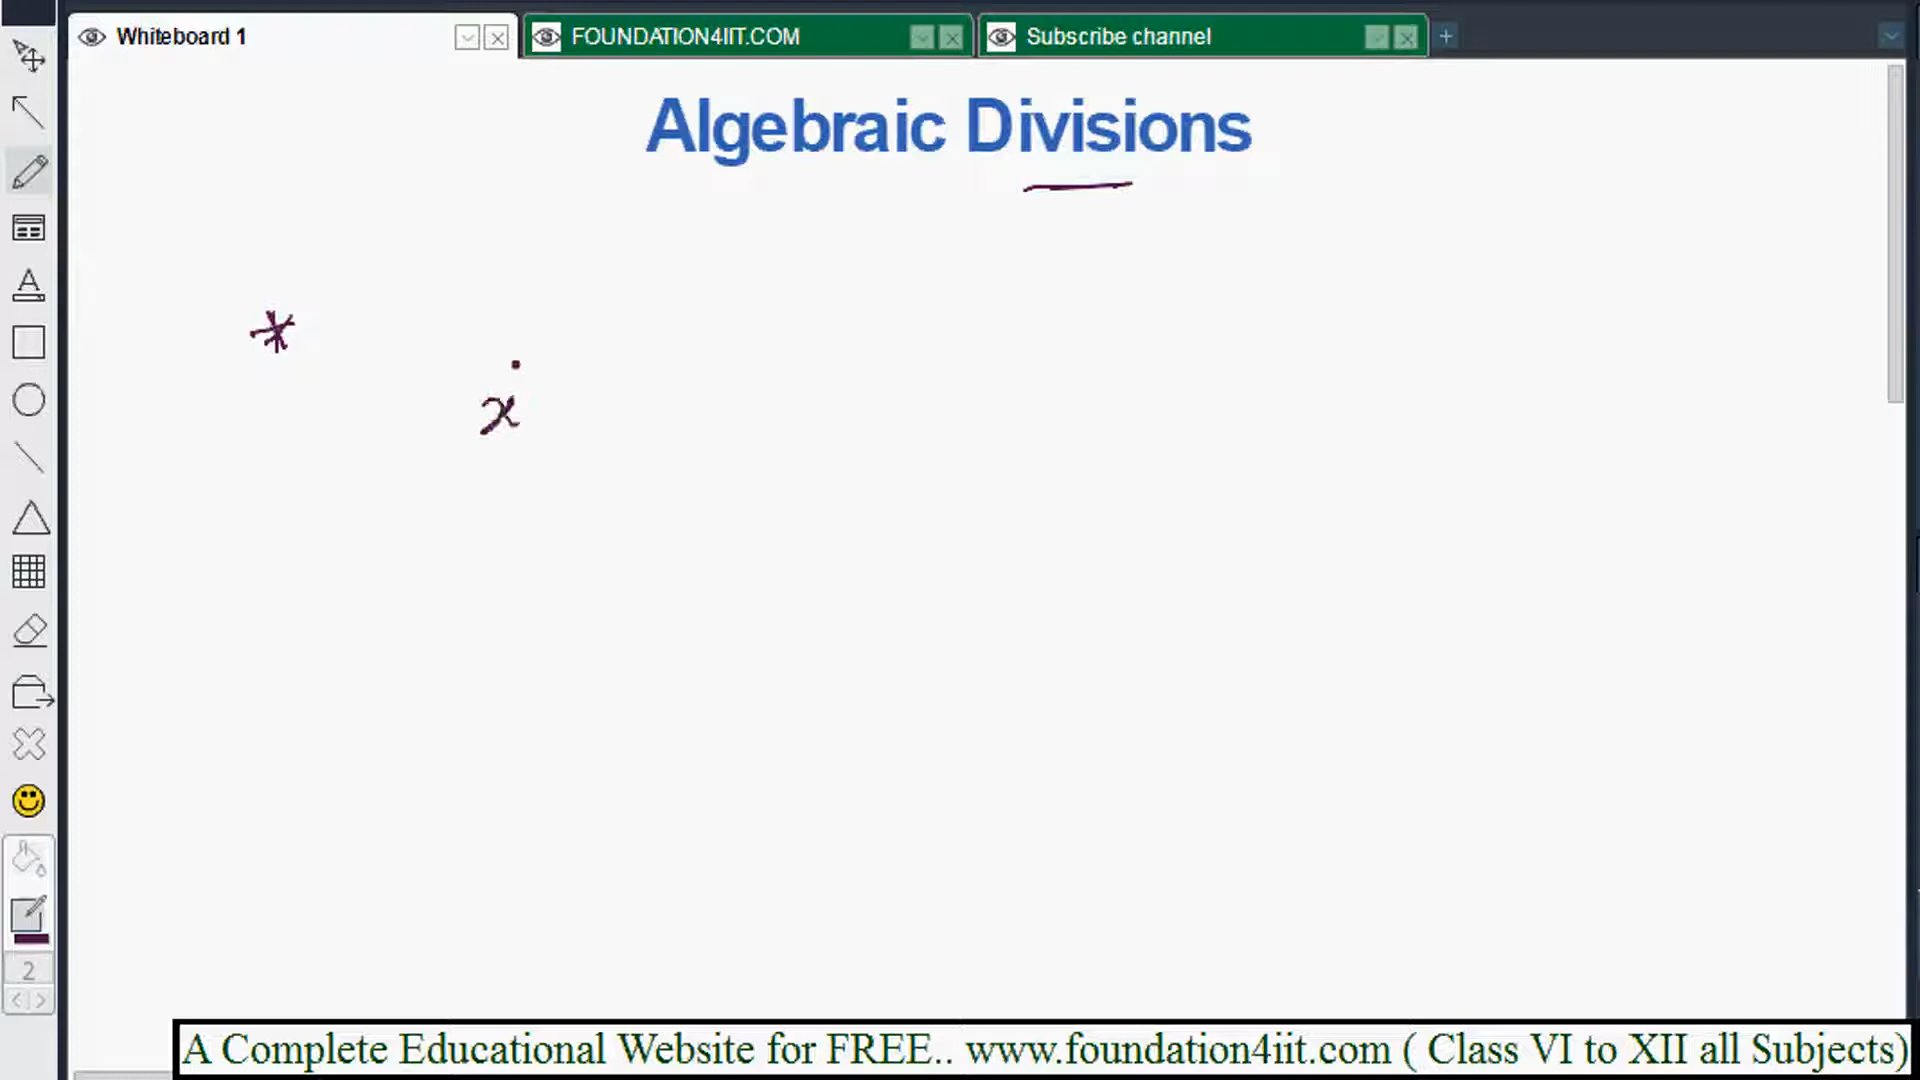 Whiteboard 1 FOUNDATION4IIT.COM Subscribe channel
Algebraic Divisions
*
x
2
A Complete Educational Website for FREE.. www.foundation4iit.com ( Class VI to XII all Subjects)